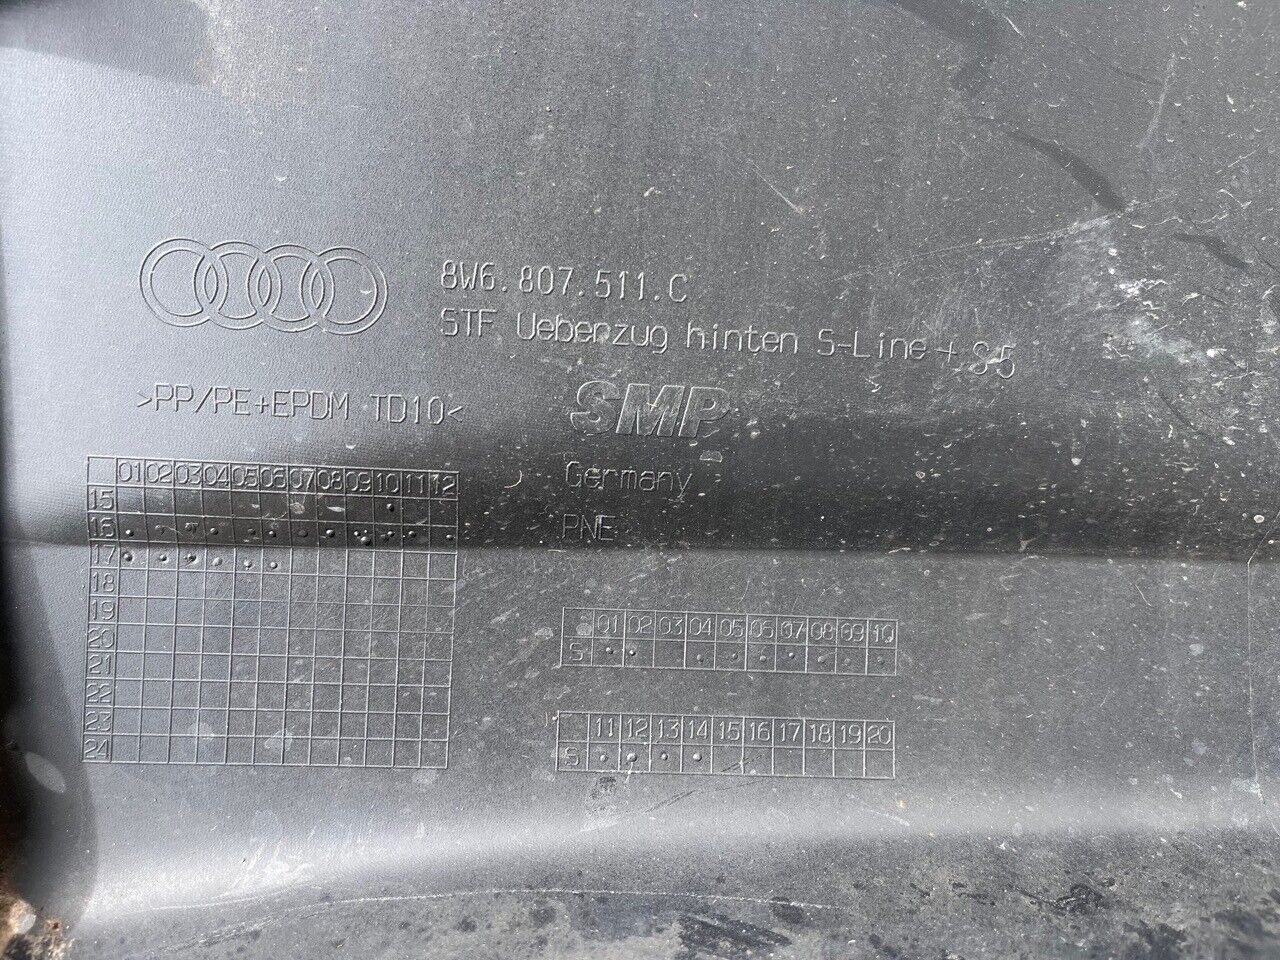 8W6.807.511.C
STF Uebenzug hinten S-Line + S5
>PP/PE+EPDM TD10<
SMP
Germany
PNE
01 02 03 04 05 06 07 08 09 10 11 12
15
16
17
18
19
20
21
22
23
24
01 02 03 04 05 06 07 08 09 10
S
11 12 13 14 15 16 17 18 19 20
S